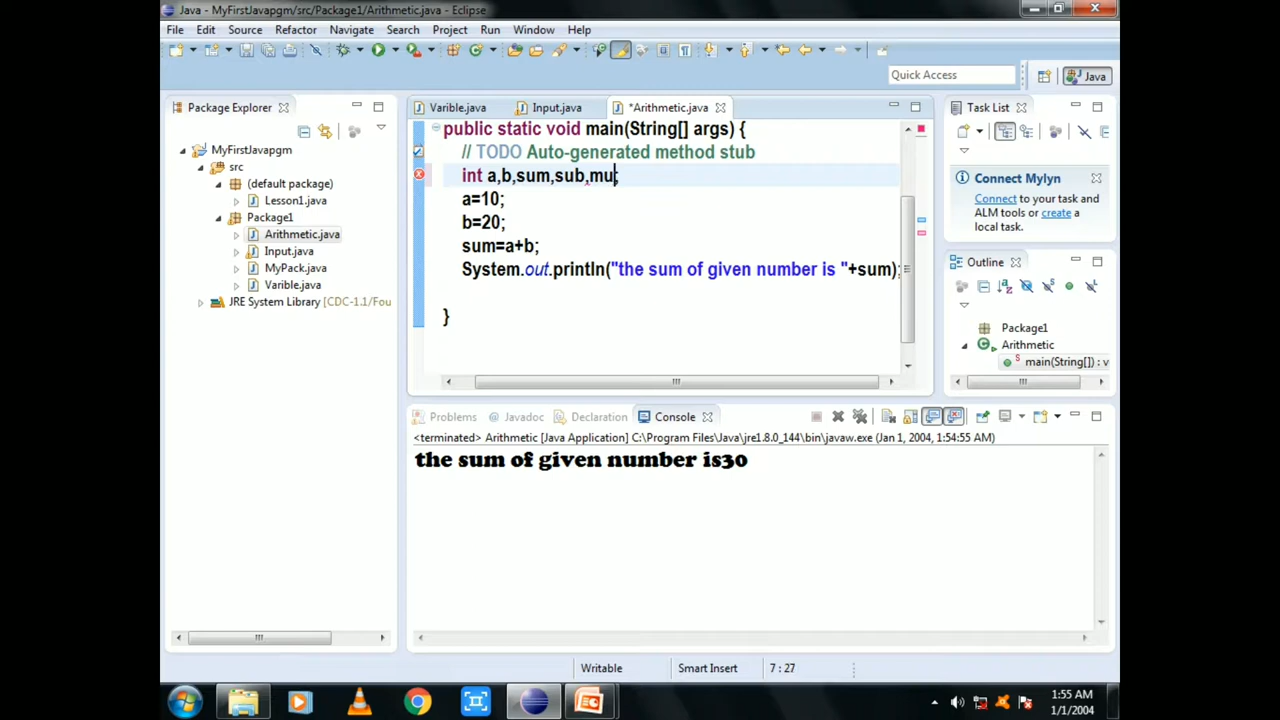 Java - MyFirstJavapgm/src/Package1/Arithmetic.java - Eclipse
File Edit Source Refactor Navigate Search Project Run Window Help
Quick Access
Java
Package Explorer
MyFirstJavapgm
src
(default package)
Lesson1.java
Package1
Arithmetic.java
Input.java
MyPack.java
Varible.java
JRE System Library [CDC-1.1/Fou
Varible.java
Input.java
*Arithmetic.java
public static void main(String[] args) {
// TODO Auto-generated method stub
int a,b,sum,sub,mu;
a=10;
b=20;
sum=a+b;
System.out.println("the sum of given number is "+sum);
}
Task List
Connect Mylyn
Connect to your task and
ALM tools or create a
local task.
Outline
Package1
Arithmetic
main(String[]) : v
Problems
@ Javadoc
Declaration
Console
<terminated> Arithmetic [Java Application] C:\Program Files\Java\jre1.8.0_144\bin\javaw.exe (Jan 1, 2004, 1:54:55 AM)
the sum of given number is30
Writable
Smart Insert
7 : 27
1:55 AM
1/1/2004